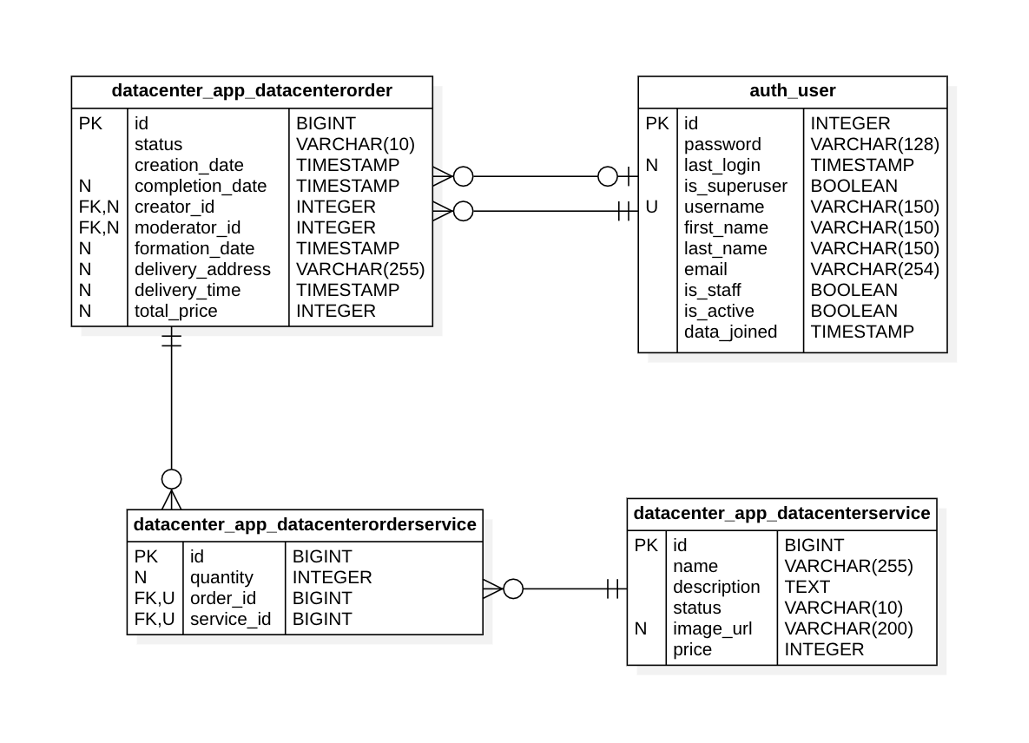 datacenter_app_datacenterorder
PK id BIGINT
status VARCHAR(10)
creation_date TIMESTAMP
N completion_date TIMESTAMP
FK,N creator_id INTEGER
FK,N moderator_id INTEGER
N formation_date TIMESTAMP
N delivery_address VARCHAR(255)
N delivery_time TIMESTAMP
N total_price INTEGER
auth_user
PK id INTEGER
password VARCHAR(128)
N last_login TIMESTAMP
is_superuser BOOLEAN
U username VARCHAR(150)
first_name VARCHAR(150)
last_name VARCHAR(150)
email VARCHAR(254)
is_staff BOOLEAN
is_active BOOLEAN
data_joined TIMESTAMP
datacenter_app_datacenterorderservice
PK id BIGINT
N quantity INTEGER
FK,U order_id BIGINT
FK,U service_id BIGINT
datacenter_app_datacenterservice
PK id BIGINT
name VARCHAR(255)
description TEXT
status VARCHAR(10)
N image_url VARCHAR(200)
price INTEGER